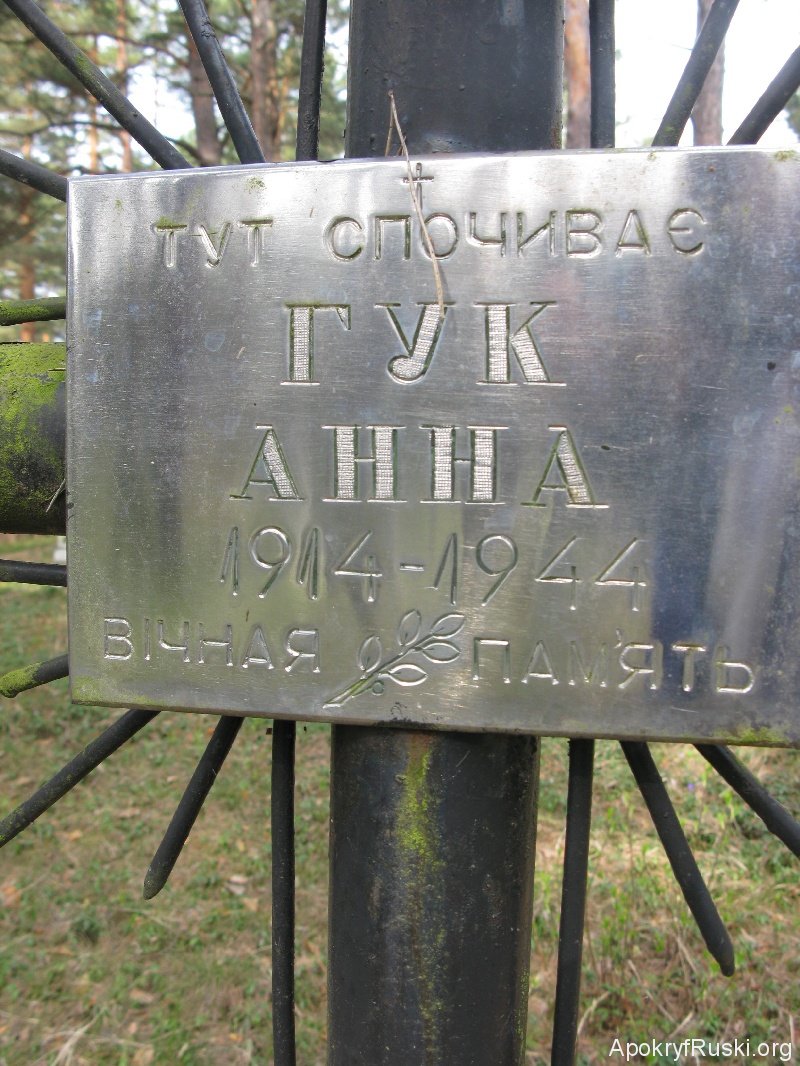 ТУТ СПОЧИВАЄ
ГУК
АННА
1914-1944
ВІЧНАЯ ПАМ'ЯТЬ
ApokryfRuski.org